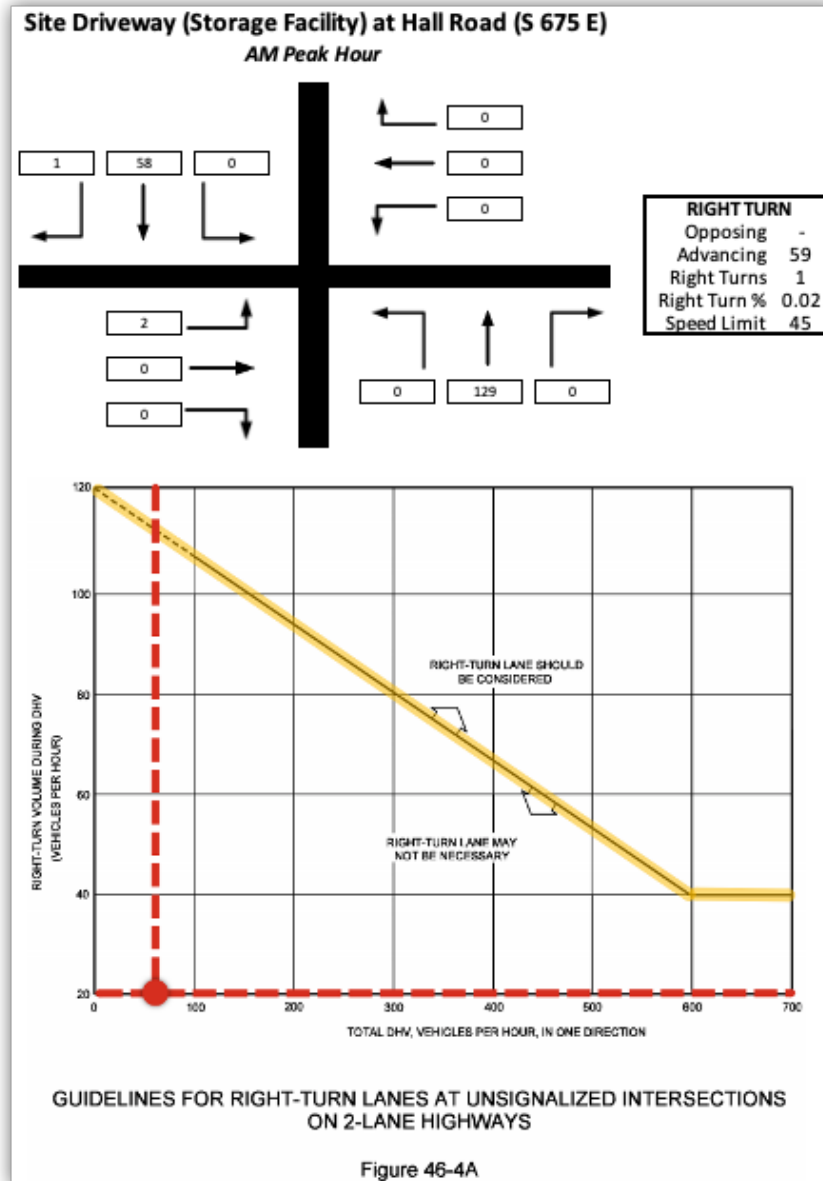 Site Driveway (Storage Facility) at Hall Road (S 675 E)
AM Peak Hour
0
1 58 0
0
0
RIGHT TURN
Opposing -
Advancing 59
Right Turns 1
Right Turn % 0.02
Speed Limit 45
2
0
0
0 129 0
120
100
80
60
40
20
RIGHT-TURN VOLUME DURING DHV
(VEHICLES PER HOUR)
RIGHT-TURN LANE SHOULD
BE CONSIDERED
RIGHT-TURN LANE MAY
NOT BE NECESSARY
0 100 200 300 400 500 600 700
TOTAL DHV, VEHICLES PER HOUR, IN ONE DIRECTION
GUIDELINES FOR RIGHT-TURN LANES AT UNSIGNALIZED INTERSECTIONS
ON 2-LANE HIGHWAYS
Figure 46-4A